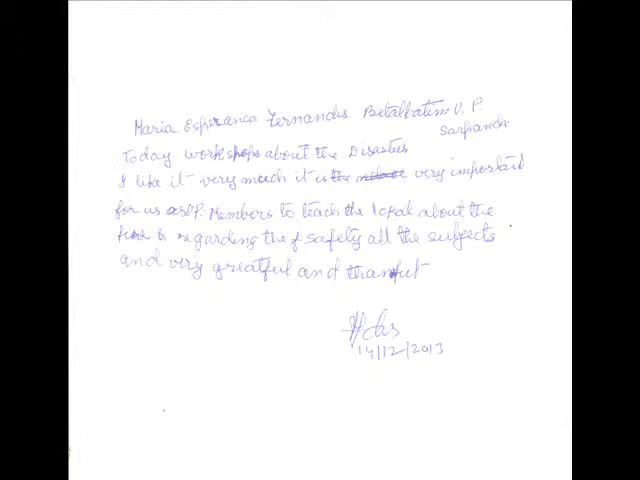 Maria Esperanca Fernandis Betalbatim V. P.
Sarpanch
Today workshops about the Disasters
I like it very much it is the very important
for us as V.P. Members to teach the local about the
regarding the safety all the subjects
and very greatful and thankful
14/12/2013